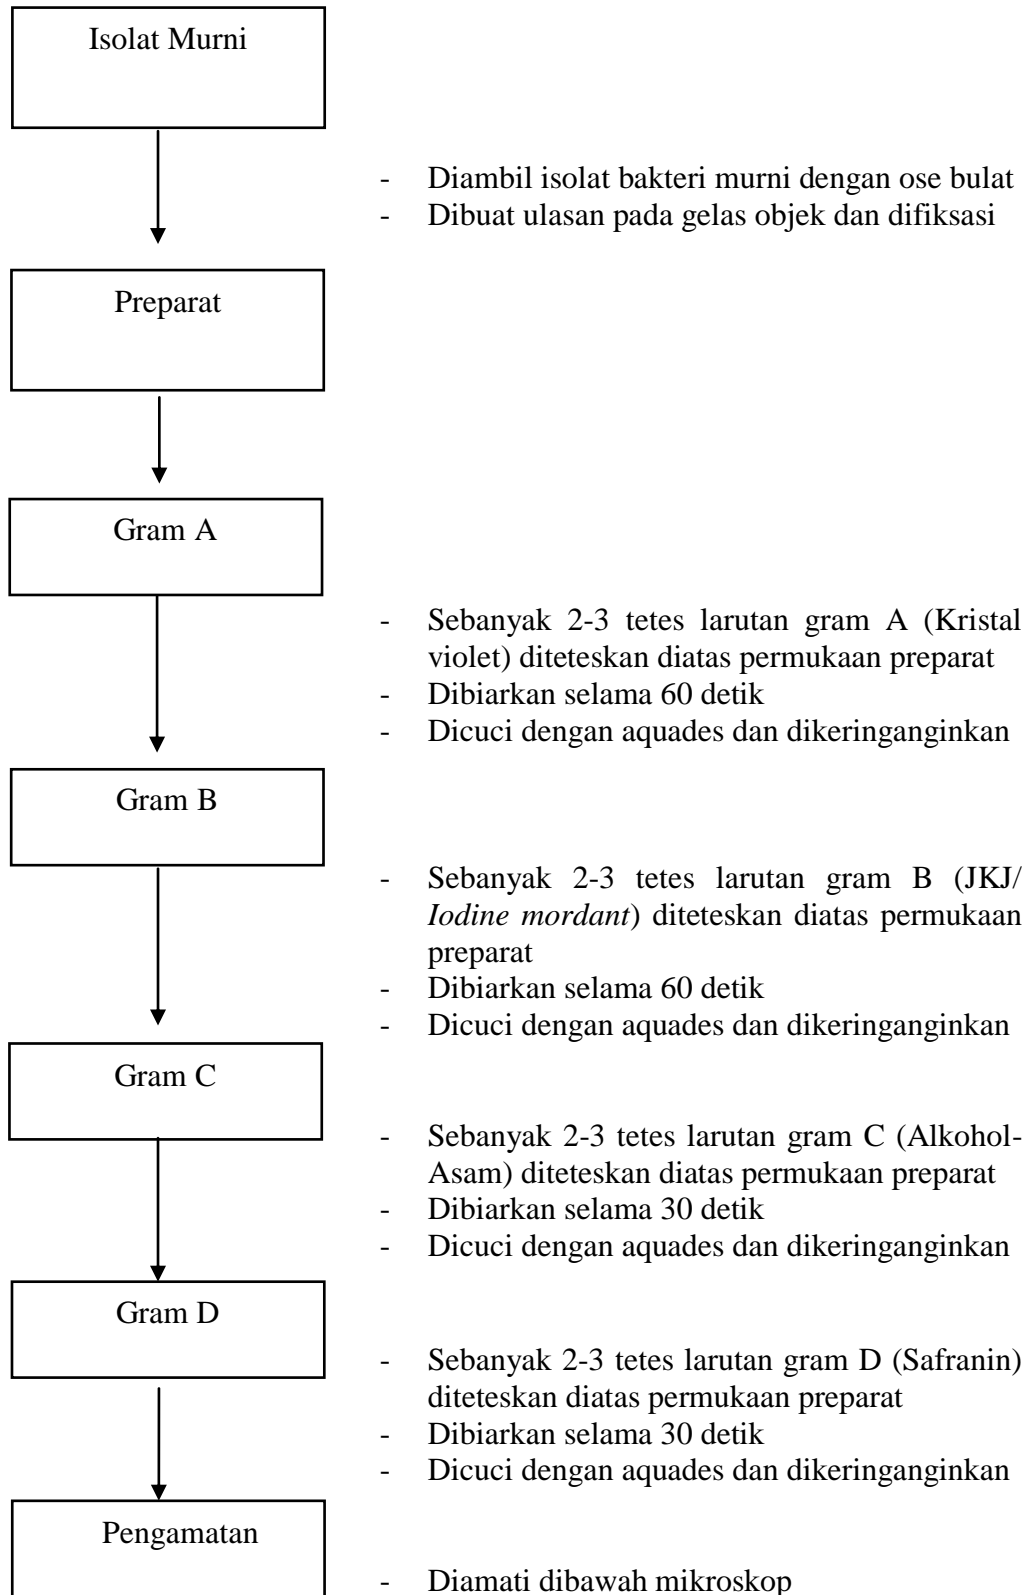 Isolat Murni
- Diambil isolat bakteri murni dengan ose bulat
- Dibuat ulasan pada gelas objek dan difiksasi
Preparat
Gram A
- Sebanyak 2-3 tetes larutan gram A (Kristal
violet) diteteskan diatas permukaan preparat
- Dibiarkan selama 60 detik
- Dicuci dengan aquades dan dikeringanginkan
Gram B
- Sebanyak 2-3 tetes larutan gram B (JKJ/
Iodine mordant) diteteskan diatas permukaan
preparat
- Dibiarkan selama 60 detik
- Dicuci dengan aquades dan dikeringanginkan
Gram C
- Sebanyak 2-3 tetes larutan gram C (Alkohol-
Asam) diteteskan diatas permukaan preparat
- Dibiarkan selama 30 detik
- Dicuci dengan aquades dan dikeringanginkan
Gram D
- Sebanyak 2-3 tetes larutan gram D (Safranin)
diteteskan diatas permukaan preparat
- Dibiarkan selama 30 detik
- Dicuci dengan aquades dan dikeringanginkan
Pengamatan
- Diamati dibawah mikroskop